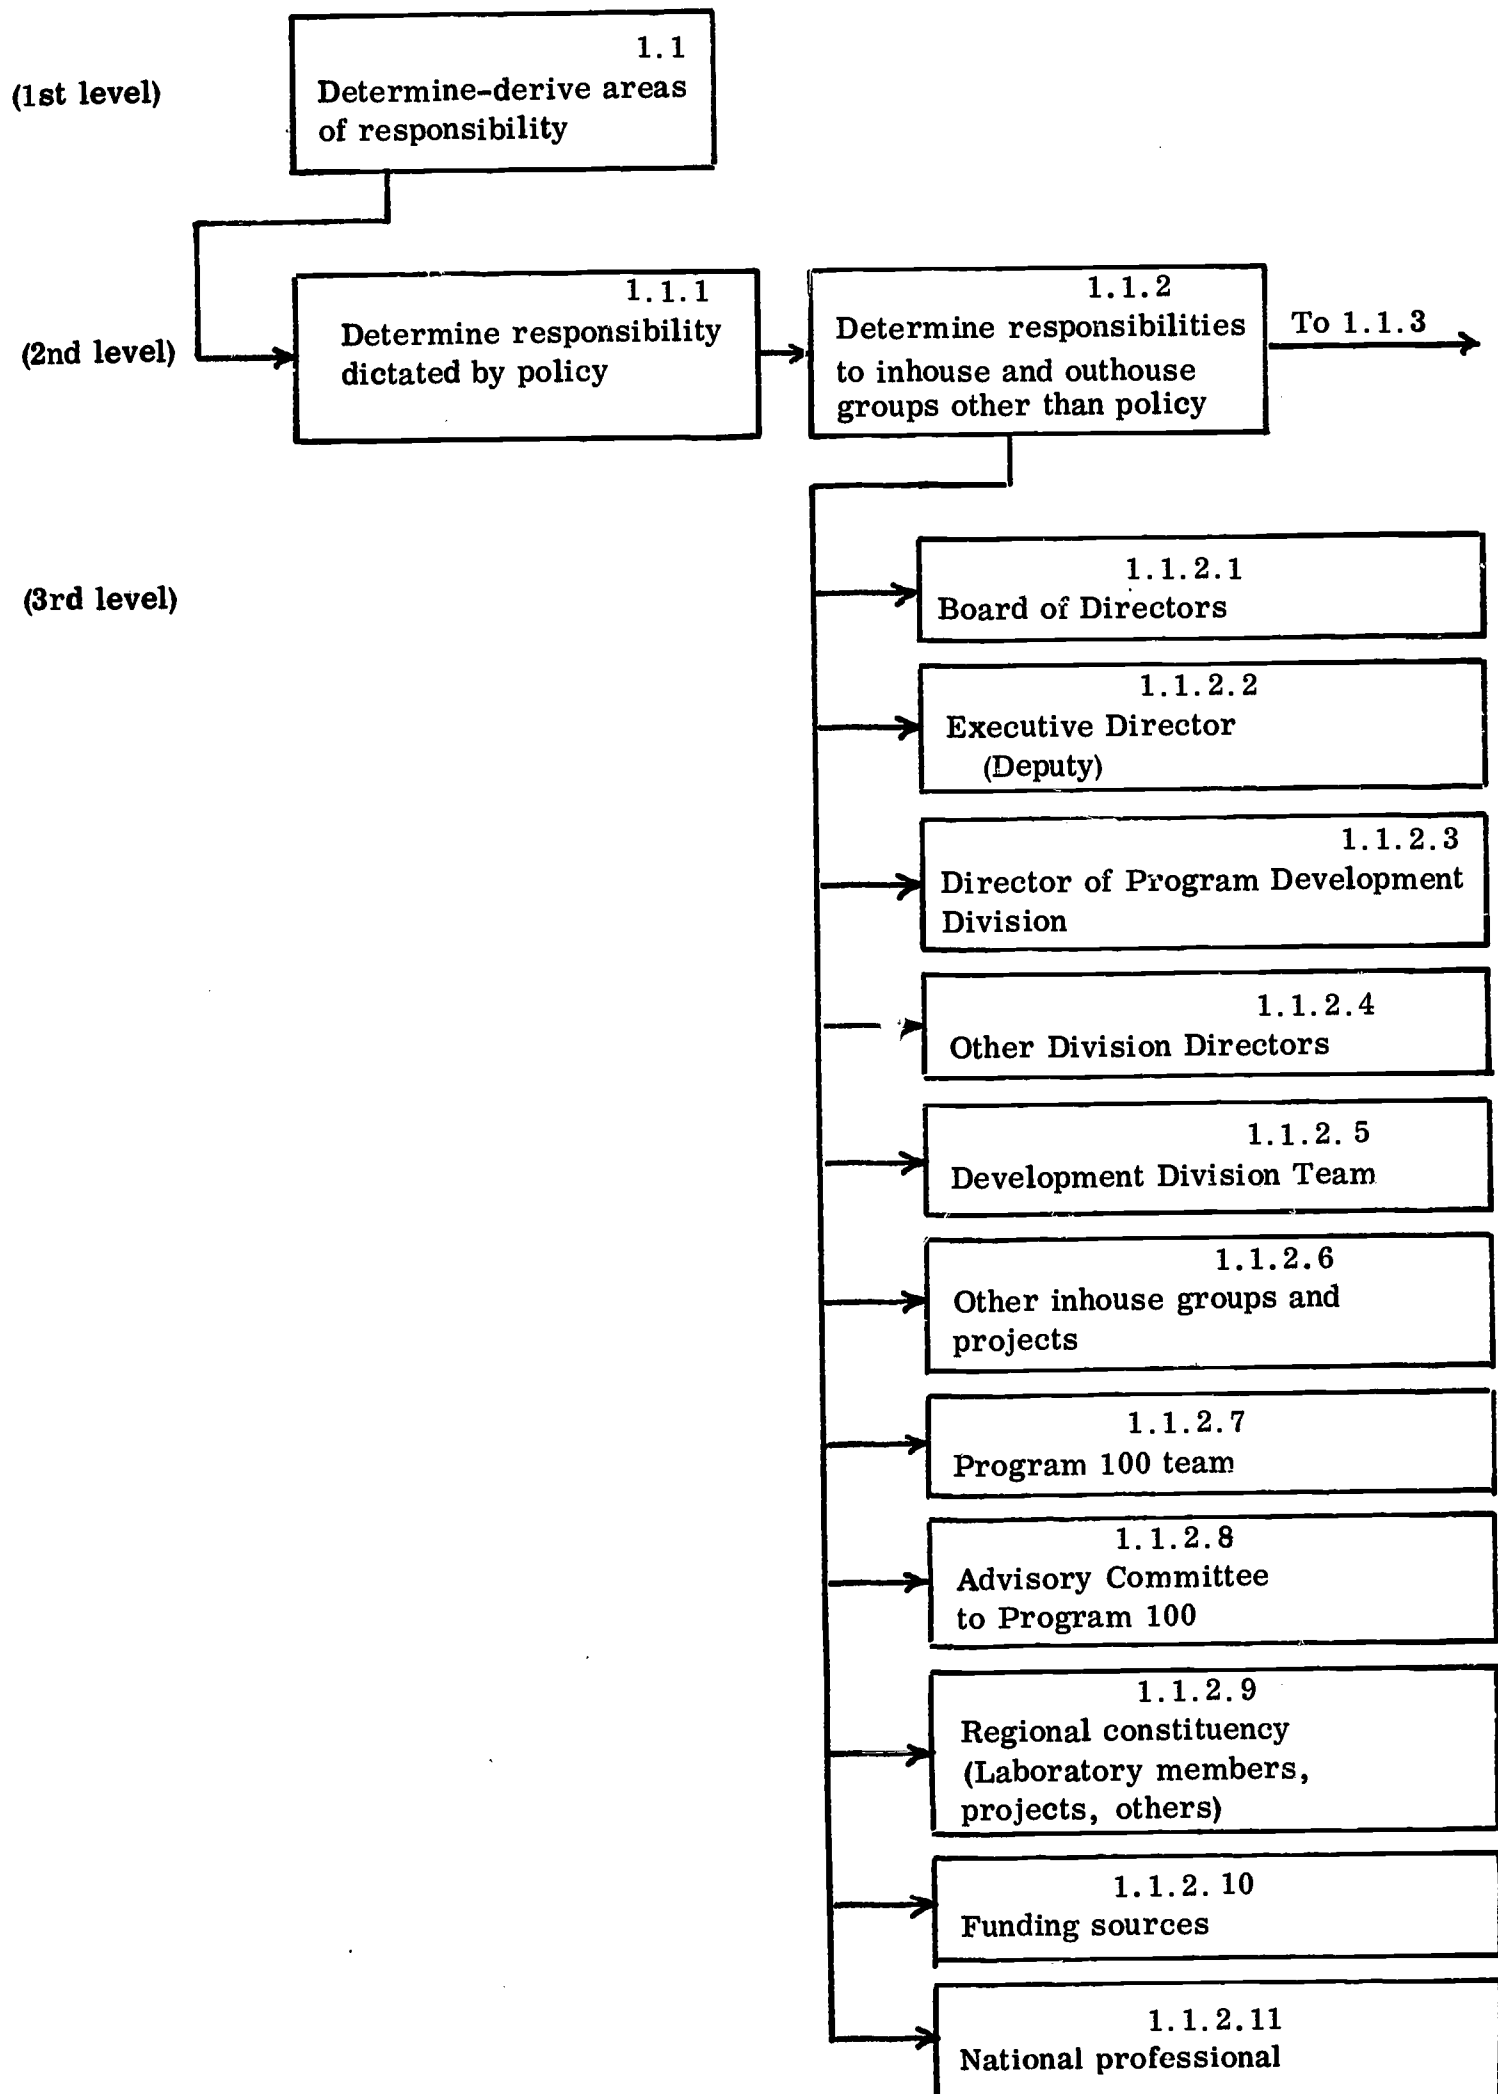 1.1
(1st level)
Determine-derive areas
of responsibility
1.1.1
1.1.2
(2nd level)
Determine responsibility
dictated by policy
Determine responsibilities
to inhouse and outhouse
groups other than policy
To 1.1.3
(3rd level)
1.1.2.1
Board of Directors
1.1.2.2
Executive Director
(Deputy)
1.1.2.3
Director of Program Development
Division
1.1.2.4
Other Division Directors
1.1.2.5
Development Division Team
1.1.2.6
Other inhouse groups and
projects
1.1.2.7
Program 100 team
1.1.2.8
Advisory Committee
to Program 100
1.1.2.9
Regional constituency
(Laboratory members,
projects, others)
1.1.2.10
Funding sources
1.1.2.11
National professional